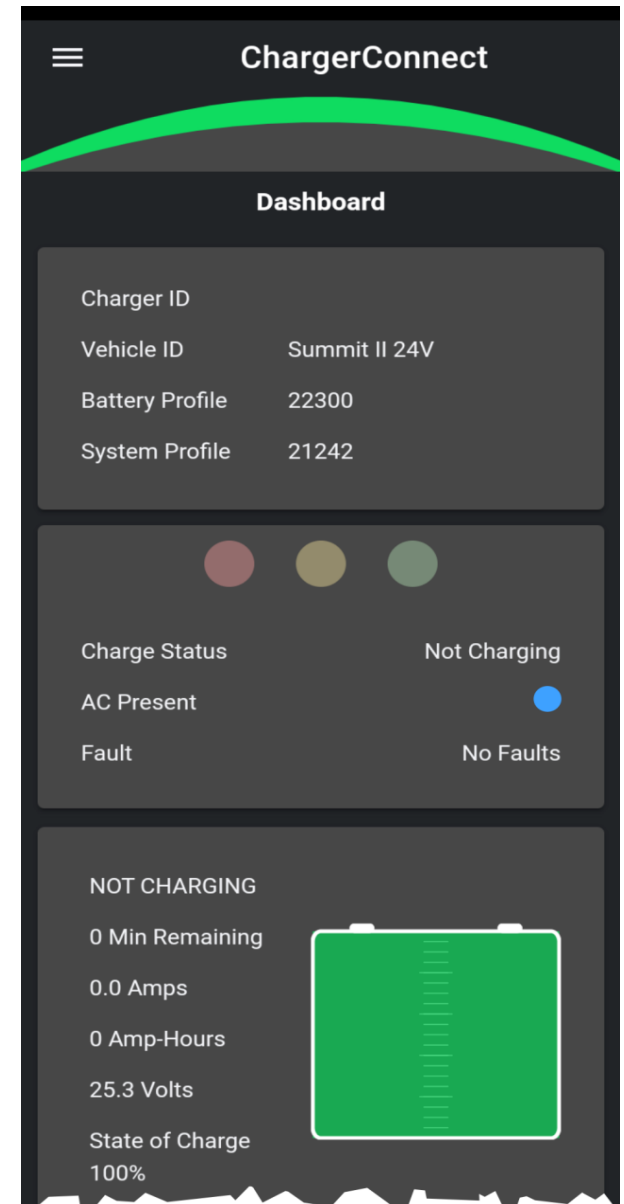 ChargerConnect
Dashboard
Charger ID
Vehicle ID Summit II 24V
Battery Profile 22300
System Profile 21242
Charge Status Not Charging
AC Present
Fault No Faults
NOT CHARGING
0 Min Remaining
0.0 Amps
0 Amp-Hours
25.3 Volts
State of Charge
100%